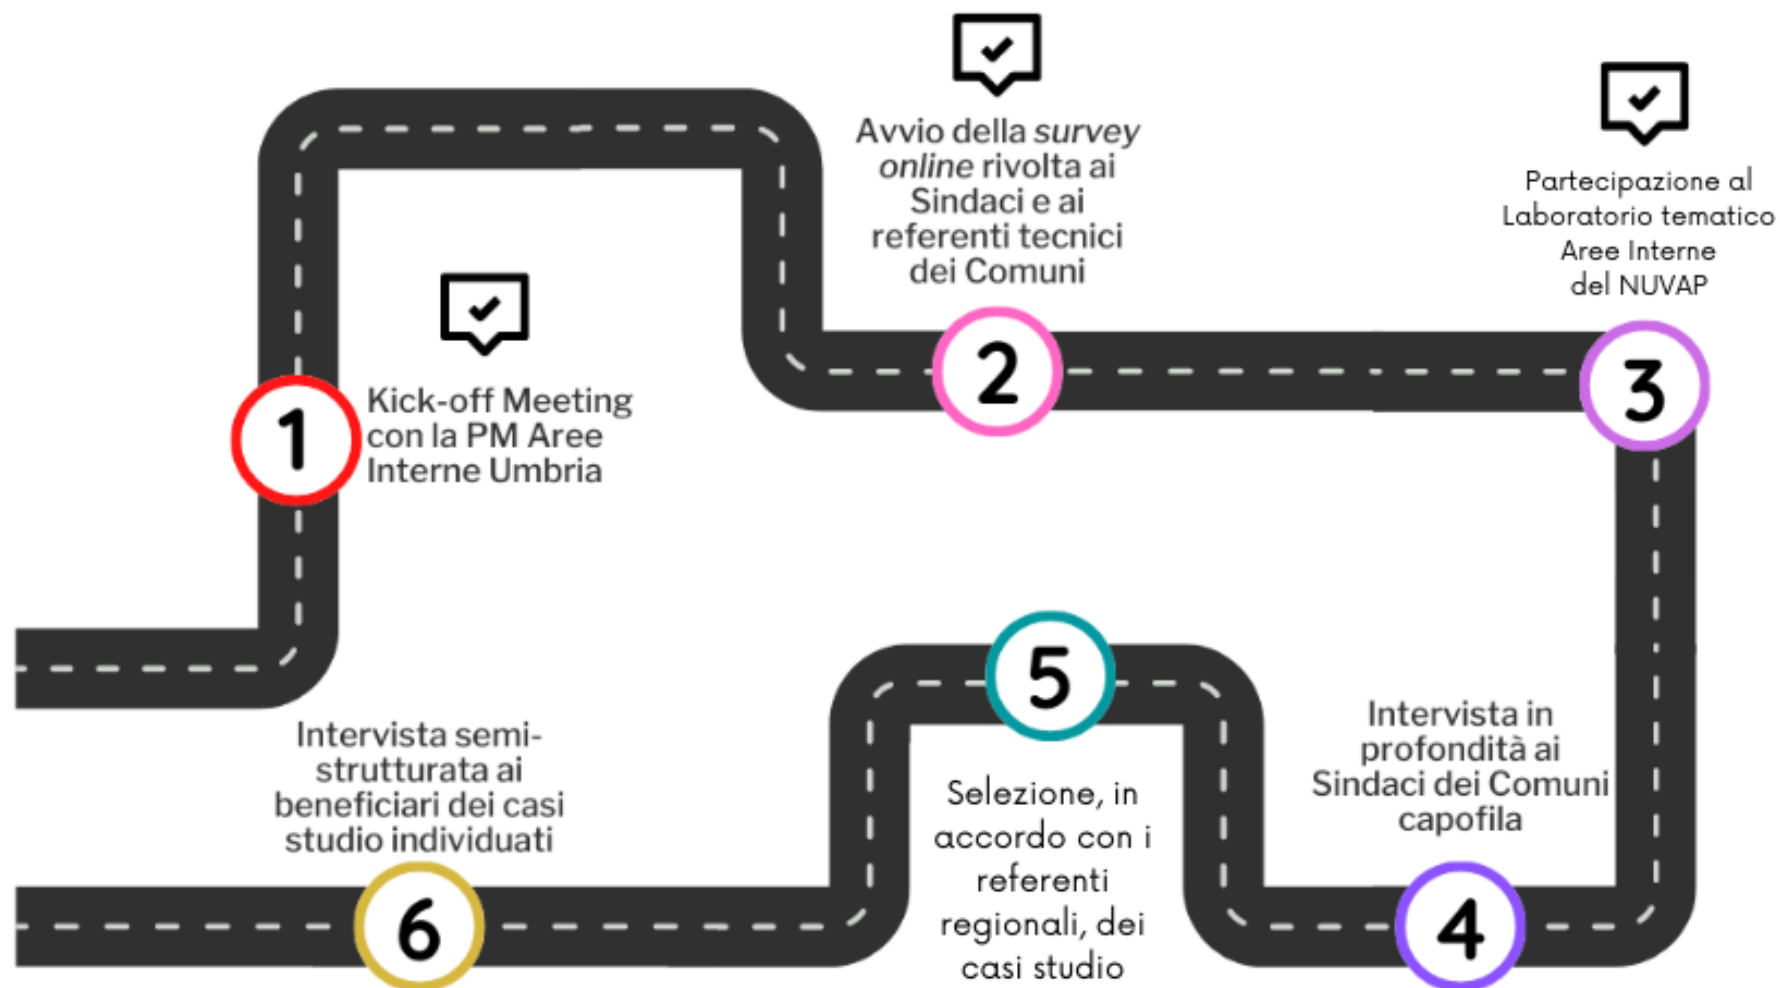 1
Kick-off Meeting
con la PM Aree
Interne Umbria
Avvio della survey
online rivolta ai
Sindaci e ai
referenti tecnici
dei Comuni
2
Partecipazione al
Laboratorio tematico
Aree Interne
del NUVAP
3
Intervista in
profondità ai
Sindaci dei Comuni
capofila
4
5
Selezione, in
accordo con i
referenti
regionali, dei
casi studio
Intervista semi-
strutturata ai
beneficiari dei casi
studio individuati
6